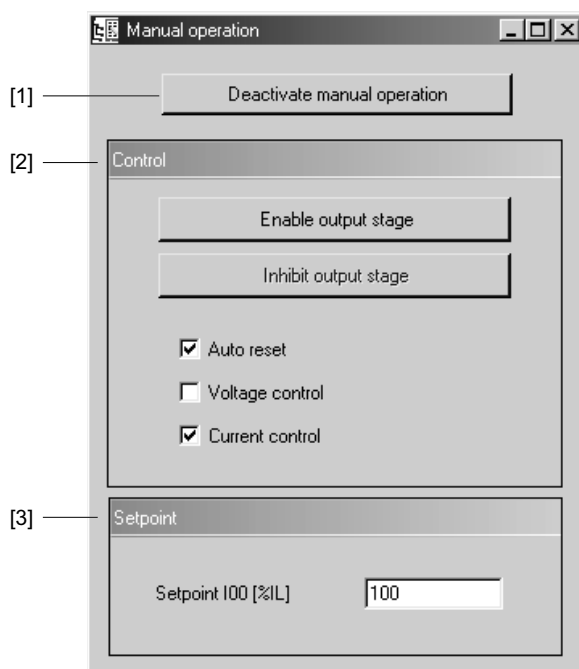 Manual operation
[1]
Deactivate manual operation
[2]
Control
Enable output stage
Inhibit output stage
Auto reset
Voltage control
Current control
[3]
Setpoint
Setpoint I00 [%IL]
100